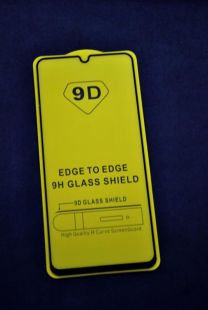 9D
EDGE TO EDGE
9H GLASS SHIELD
9D GLASS SHIELD
High Quality H Curve ScreenGuard